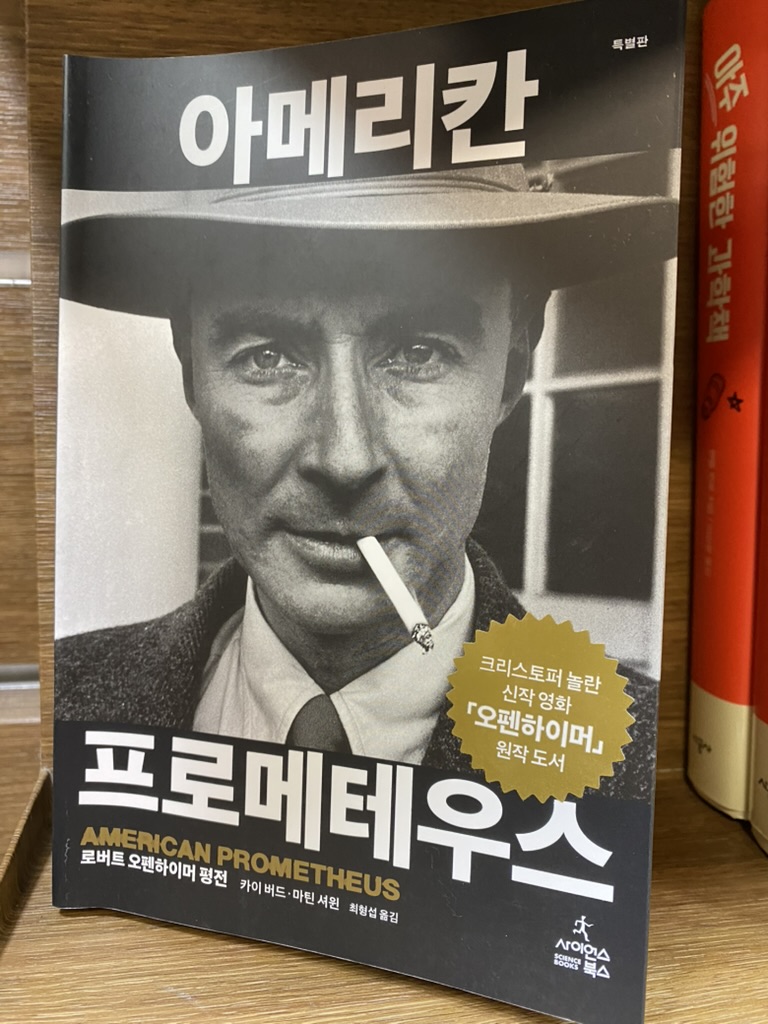 특별판
아메리칸
크리스토퍼 놀란
신작 영화
「오펜하이머」
원작 도서
프로메테우스
AMERICAN PROMETHEUS
로버트 오펜하이머 평전 카이 버드·마틴 셔윈 최형섭 옮김
사이언스
SCIENCE BOOKS 북스
아주 위험한 과학책